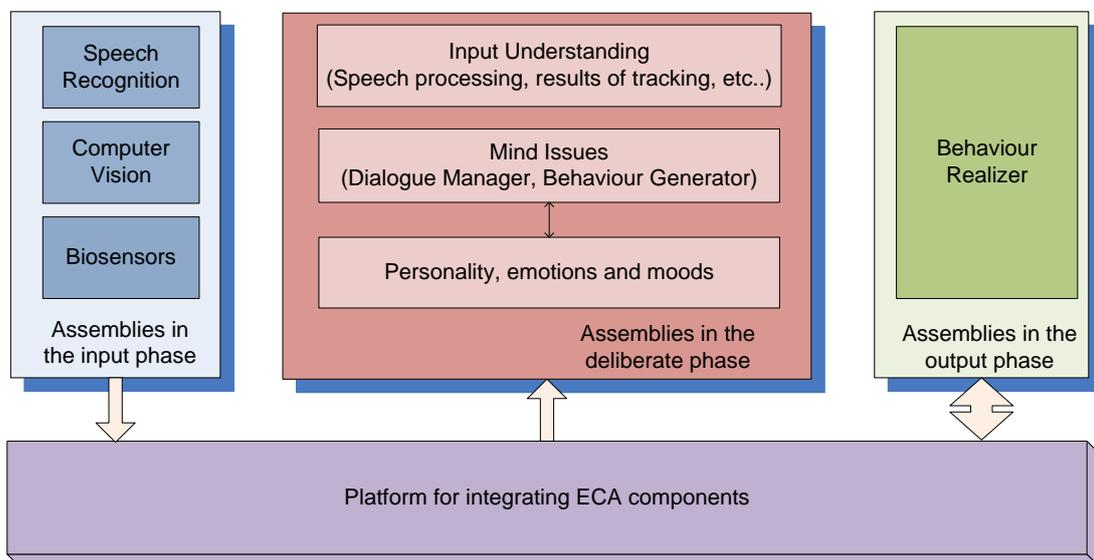 Speech
Recognition
Computer
Vision
Biosensors
Assemblies in
the input phase
Input Understanding
(Speech processing, results of tracking, etc..)
Mind Issues
(Dialogue Manager, Behaviour Generator)
Personality, emotions and moods
Assemblies in the
deliberate phase
Behaviour
Realizer
Assemblies in the
output phase
Platform for integrating ECA components